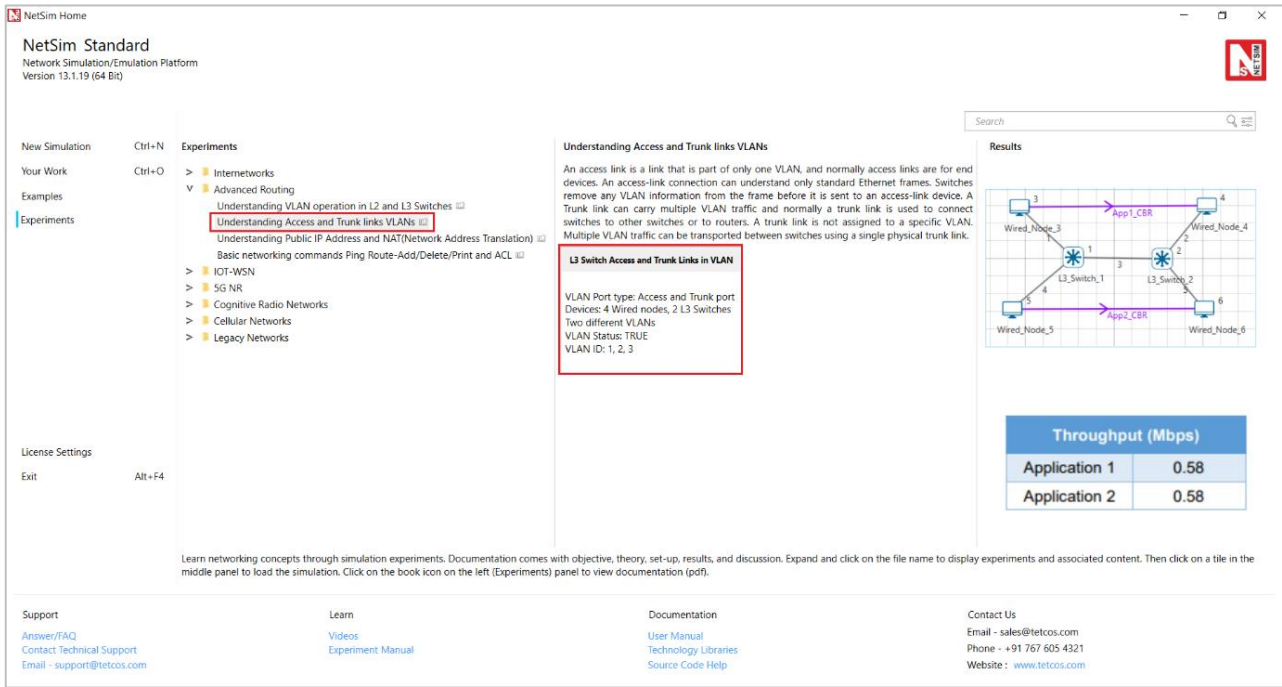 NetSim Home
NetSim Standard
Network Simulation/Emulation Platform
Version 13.1.19 (64 Bit)
NETSIM
Search
New Simulation Ctrl+N
Your Work Ctrl+O
Examples
Experiments
License Settings
Exit Alt+F4
Experiments
> Internetworks
v Advanced Routing
Understanding VLAN operation in L2 and L3 Switches
Understanding Access and Trunk links VLANs
Understanding Public IP Address and NAT(Network Address Translation)
Basic networking commands Ping Route-Add/Delete/Print and ACL
> IOT-WSN
> 5G NR
> Cognitive Radio Networks
> Cellular Networks
> Legacy Networks
Understanding Access and Trunk links VLANs
An access link is a link that is part of only one VLAN, and normally access links are for end
devices. An access-link connection can understand only standard Ethernet frames. Switches
remove any VLAN information from the frame before it is sent to an access-link device. A
Trunk link can carry multiple VLAN traffic and normally a trunk link is used to connect
switches to other switches or to routers. A trunk link is not assigned to a specific VLAN.
Multiple VLAN traffic can be transported between switches using a single physical trunk link.
L3 Switch Access and Trunk Links in VLAN
VLAN Port type: Access and Trunk port
Devices: 4 Wired nodes, 2 L3 Switches
Two different VLANs
VLAN Status: TRUE
VLAN ID: 1, 2, 3
Results
3 App1_CBR 4
Wired_Node_3 Wired_Node_4
1 2
1 3 2
L3_Switch_1 L3_Switch_2
4 5
5 App2_CBR 6
Wired_Node_5 Wired_Node_6
Throughput (Mbps)
Application 1 0.58
Application 2 0.58
Learn networking concepts through simulation experiments. Documentation comes with objective, theory, set-up, results, and discussion. Expand and click on the file name to display experiments and associated content. Then click on a tile in the
middle panel to load the simulation. Click on the book icon on the left (Experiments) panel to view documentation (pdf).
Support
Answer/FAQ
Contact Technical Support
Email - support@tetcos.com
Learn
Videos
Experiment Manual
Documentation
User Manual
Technology Libraries
Source Code Help
Contact Us
Email - sales@tetcos.com
Phone - +91 767 605 4321
Website : www.tetcos.com